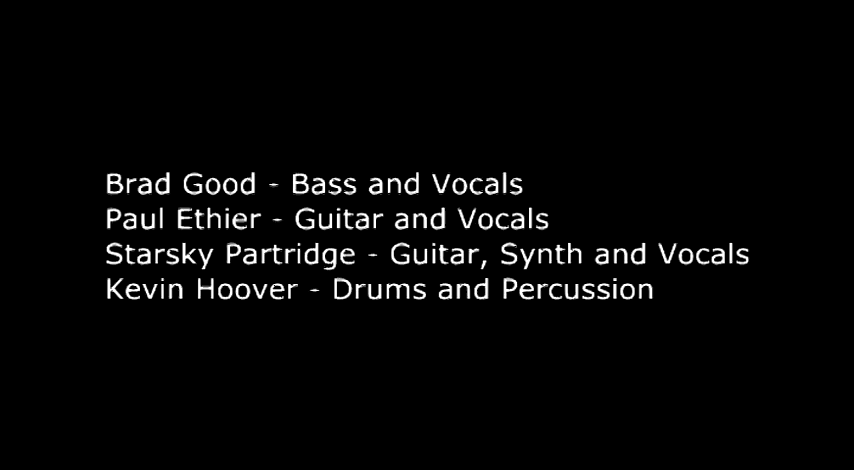 Brad Good - Bass and Vocals
Paul Ethier - Guitar and Vocals
Starsky Partridge - Guitar, Synth and Vocals
Kevin Hoover - Drums and Percussion